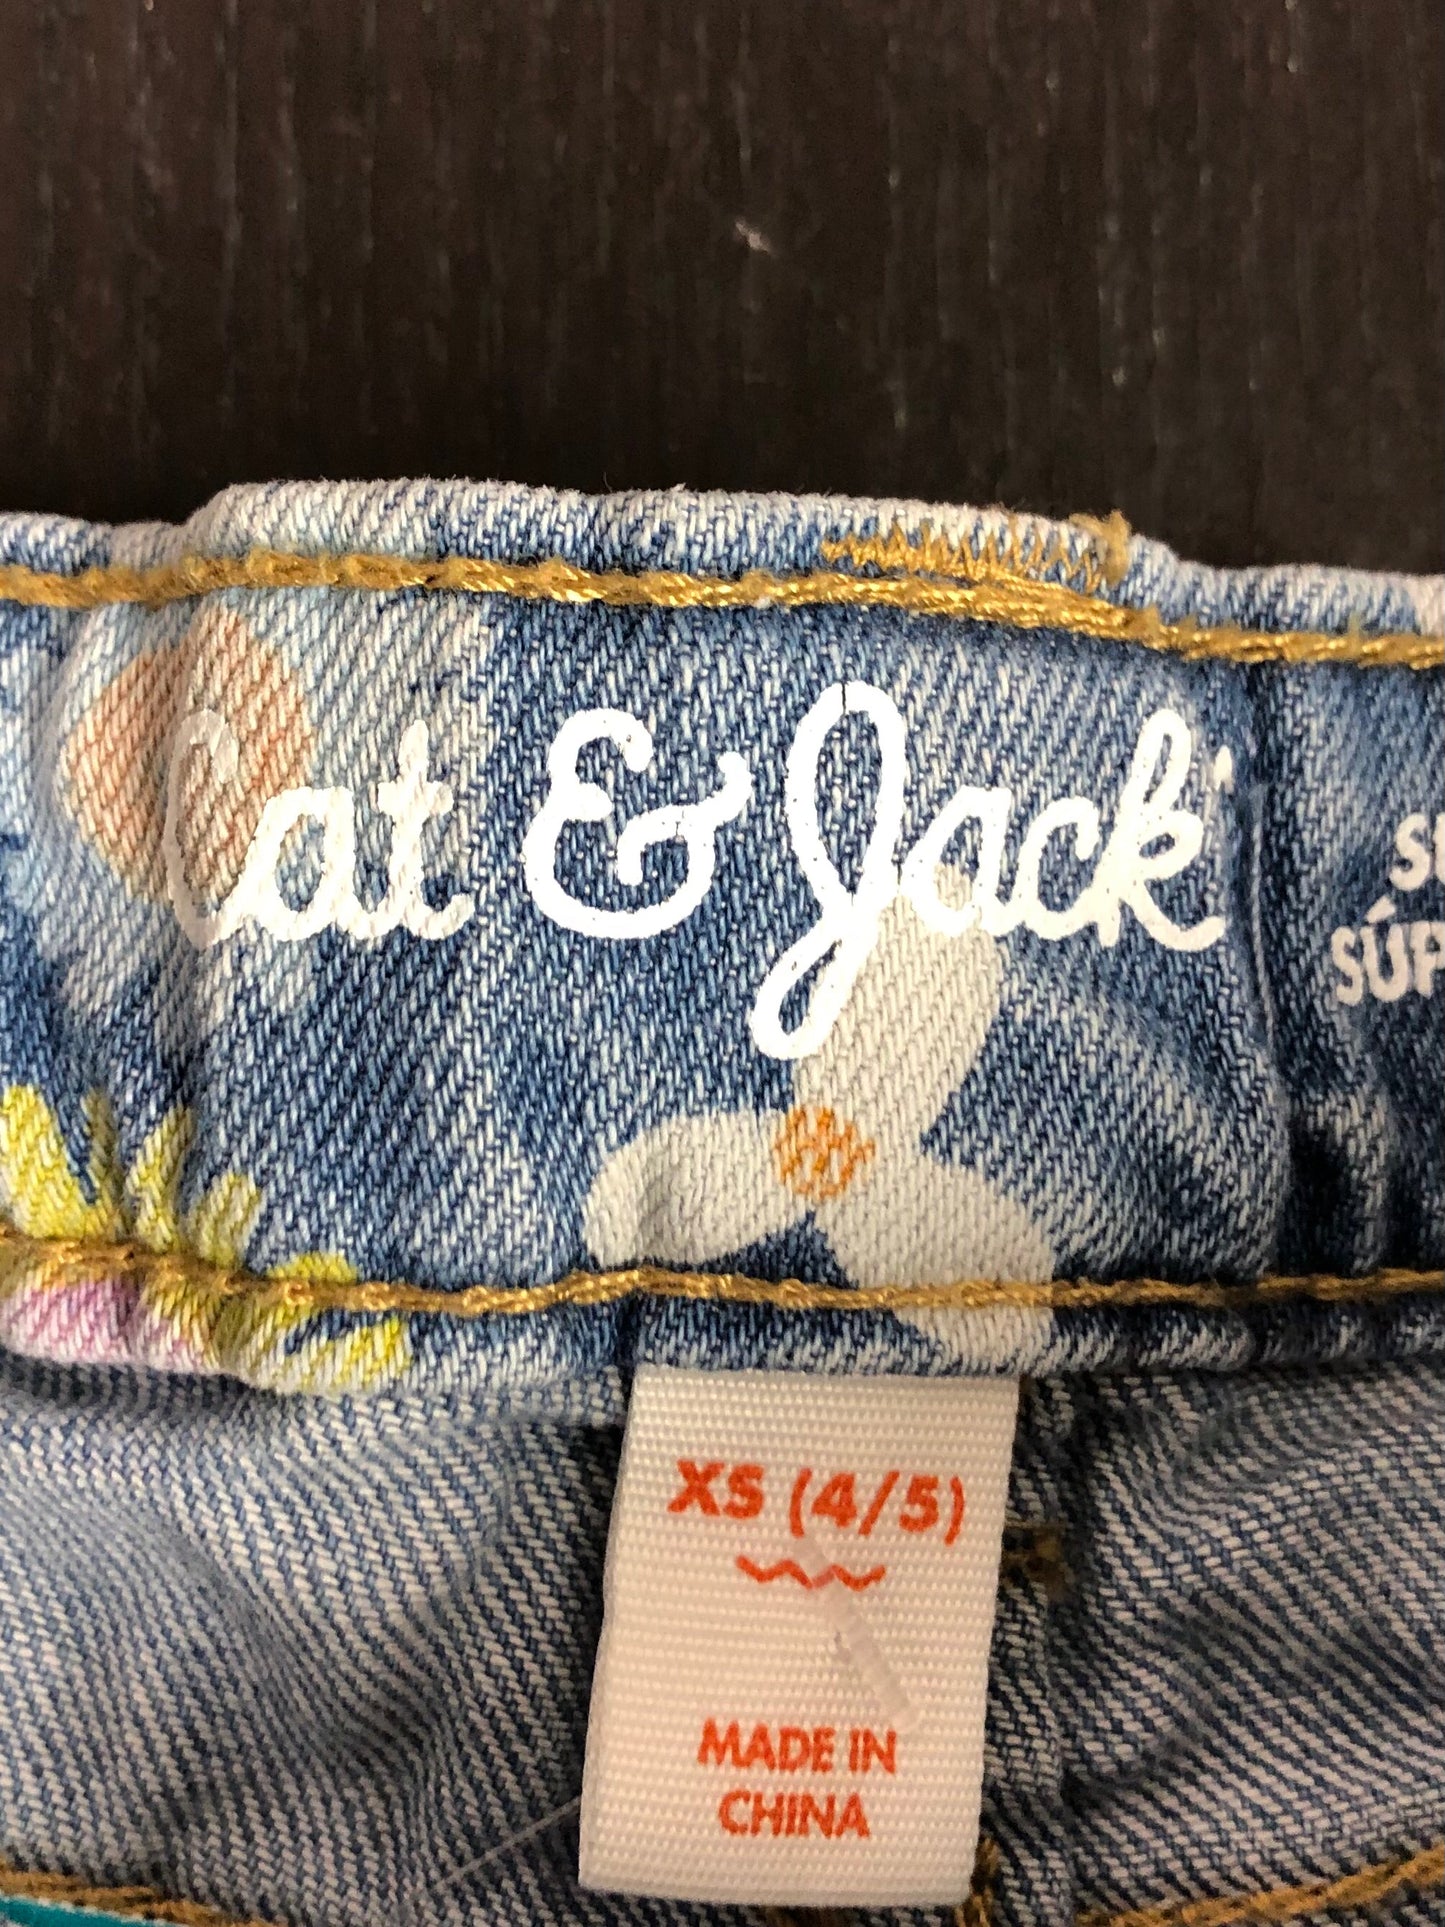 Cat & Jack
XS (4/5)
MADE IN
CHINA